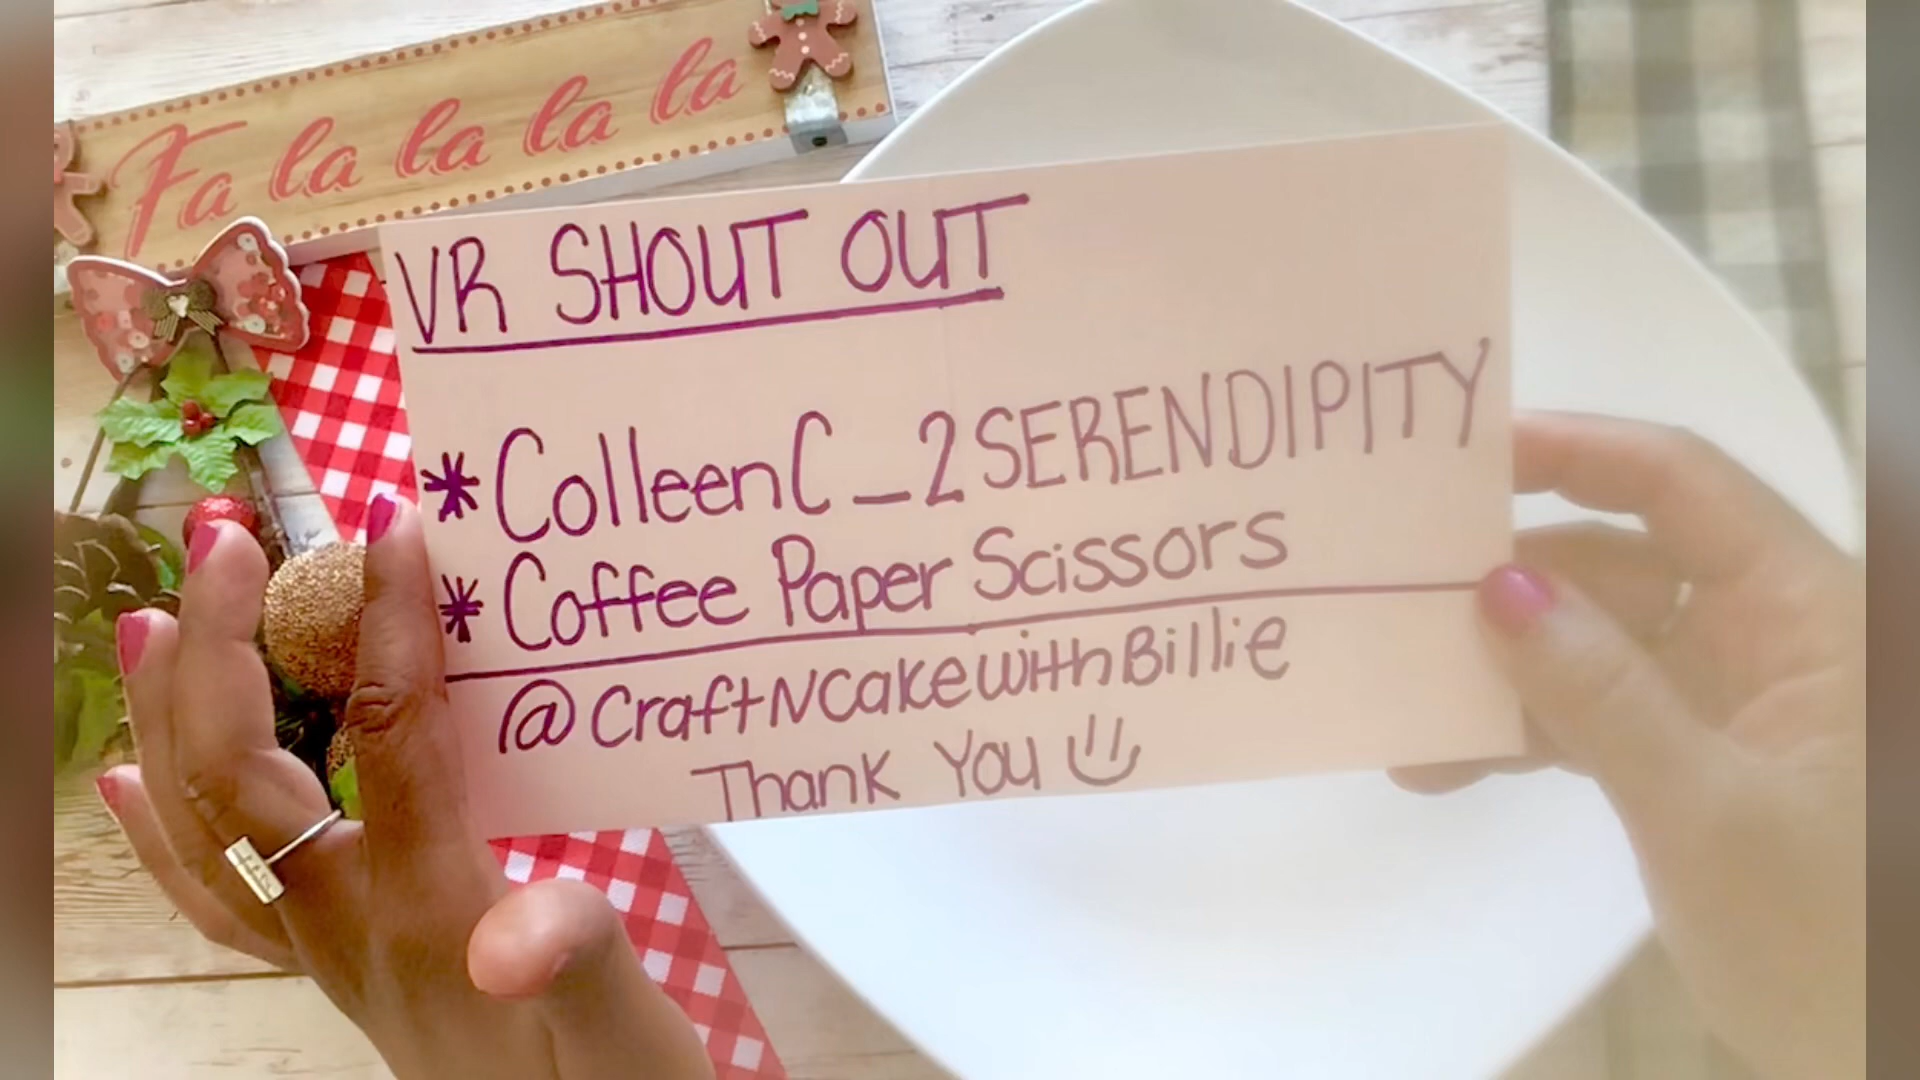 Fa la la la la
VR SHOUT OUT
* ColleenC_2SERENDIPITY
* Coffee Paper Scissors
@CraftNCakewithBillie
Thank You